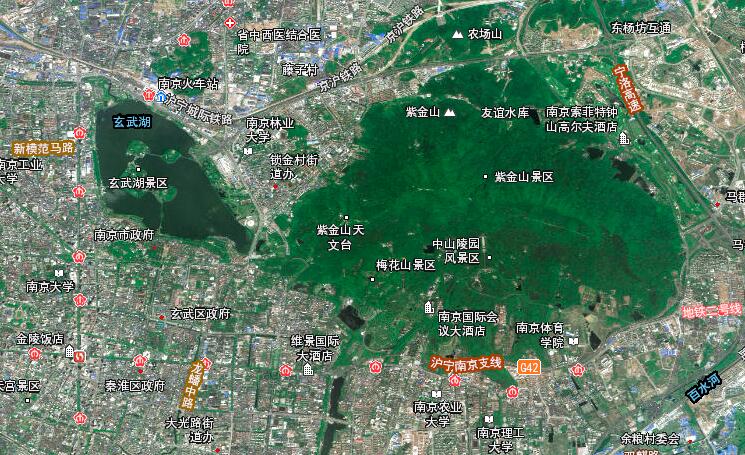 省中西医结合医
院
京沪铁路
农场山
东杨坊互通
藤子村
京沪铁路
南京火车站
沪宁城际铁路
宁洛高速
玄武湖
南京林业
大学
紫金山
友谊水库
南京索菲特钟
山高尔夫酒店
新模范马路
南京工业
大学
锁金村街
道办
玄武湖景区
紫金山景区
马群
南京市政府
紫金山天
文台
中山陵园
风景区
梅花山景区
南京大学
玄武区政府
南京国际会
议大酒店
南京体育
学院
地铁二号线
金陵饭店
维景国际
大酒店
沪宁南京支线
G42
龙蟠中路
秦淮区政府
天宫景区
百水河
南京农业
大学
大光路街
道办
南京理工
大学
余粮村委会